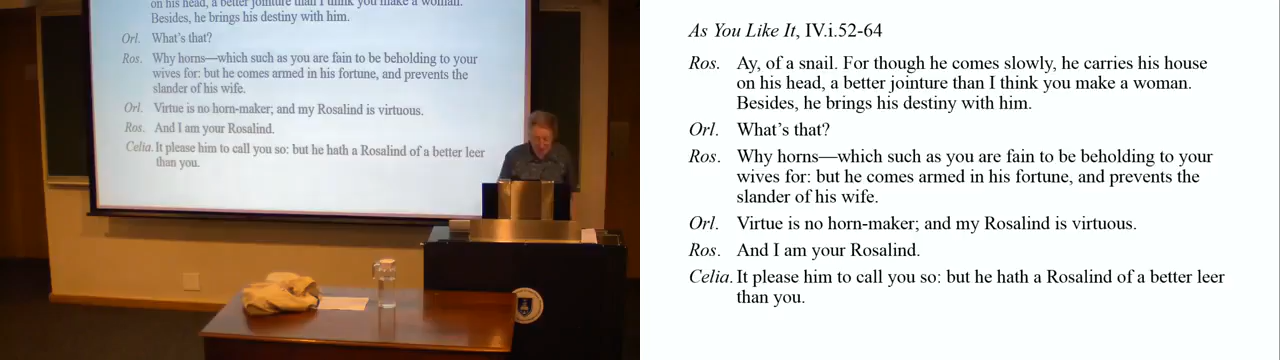 on his head, a better jointure than I think you make a woman.
Besides, he brings his destiny with him.
Orl. What's that?
Ros. Why horns—which such as you are fain to be beholding to your
wives for: but he comes armed in his fortune, and prevents the
slander of his wife.
Orl. Virtue is no horn-maker; and my Rosalind is virtuous.
Ros. And I am your Rosalind.
Celia. It please him to call you so: but he hath a Rosalind of a better leer
than you.
As You Like It, IV.i.52-64
Ros. Ay, of a snail. For though he comes slowly, he carries his house
on his head, a better jointure than I think you make a woman.
Besides, he brings his destiny with him.
Orl. What’s that?
Ros. Why horns—which such as you are fain to be beholding to your
wives for: but he comes armed in his fortune, and prevents the
slander of his wife.
Orl. Virtue is no horn-maker; and my Rosalind is virtuous.
Ros. And I am your Rosalind.
Celia. It please him to call you so: but he hath a Rosalind of a better leer
than you.